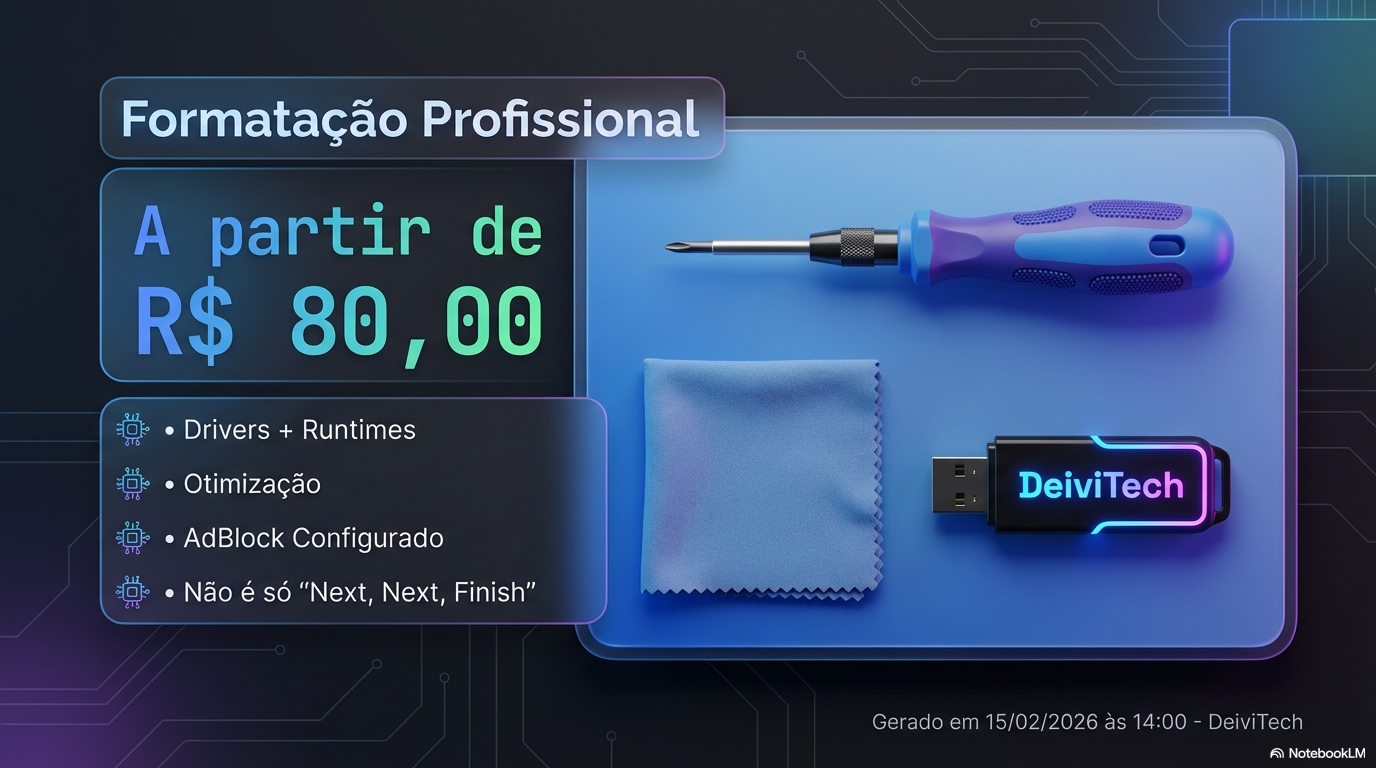 Formatação Profissional
A partir de
R$ 80,00
• Drivers + Runtimes
• Otimização
• AdBlock Configurado
• Não é só “Next, Next, Finish”
DeiviTech
Gerado em 15/02/2026 às 14:00 - DeiviTech
NotebookLM